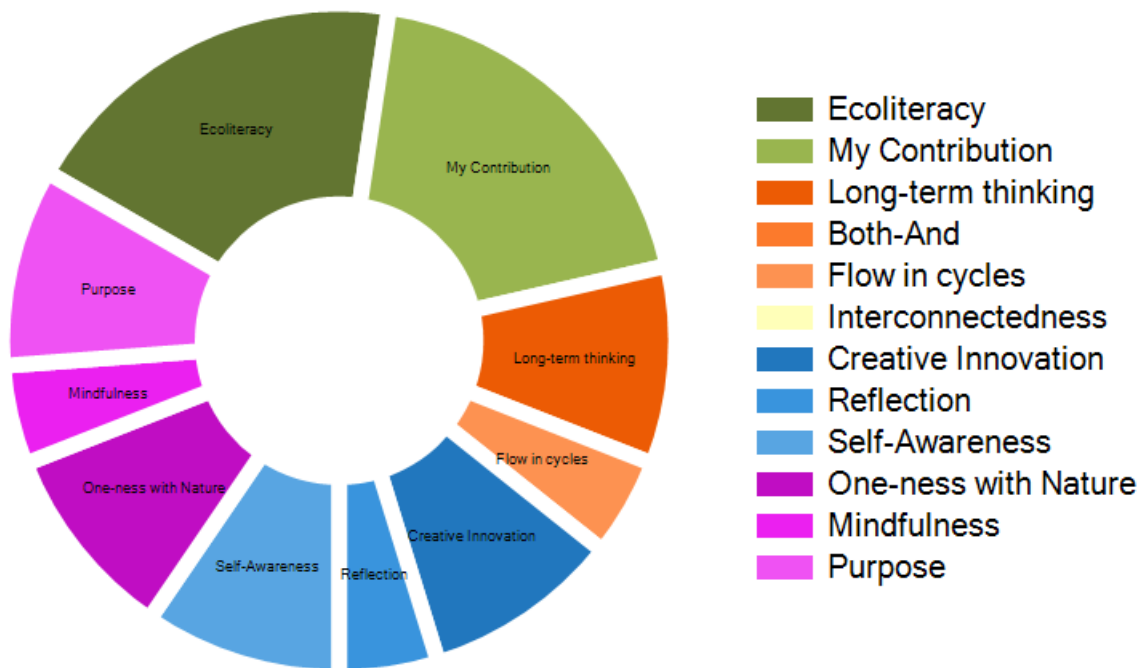 Ecoliteracy
My Contribution
Long-term thinking
Flow in cycles
Creative Innovation
Reflection
Self-Awareness
One-ness with Nature
Mindfulness
Purpose
Ecoliteracy
My Contribution
Long-term thinking
Both-And
Flow in cycles
Interconnectedness
Creative Innovation
Reflection
Self-Awareness
One-ness with Nature
Mindfulness
Purpose